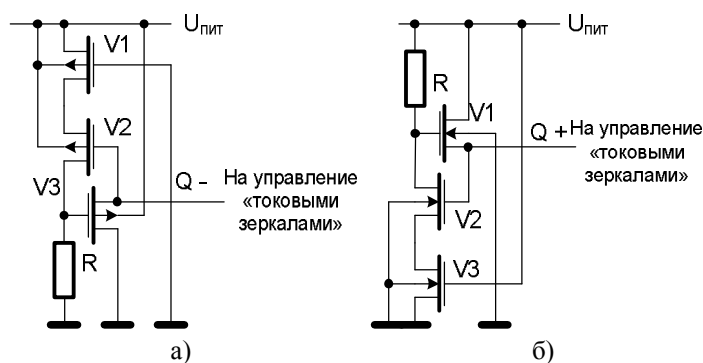 Uпит
V1
V2
V3
Q -
На управление
«токовыми
зеркалами»
R
а)
Uпит
R
V1
Q +
На управление
«токовыми
зеркалами»
V2
V3
б)